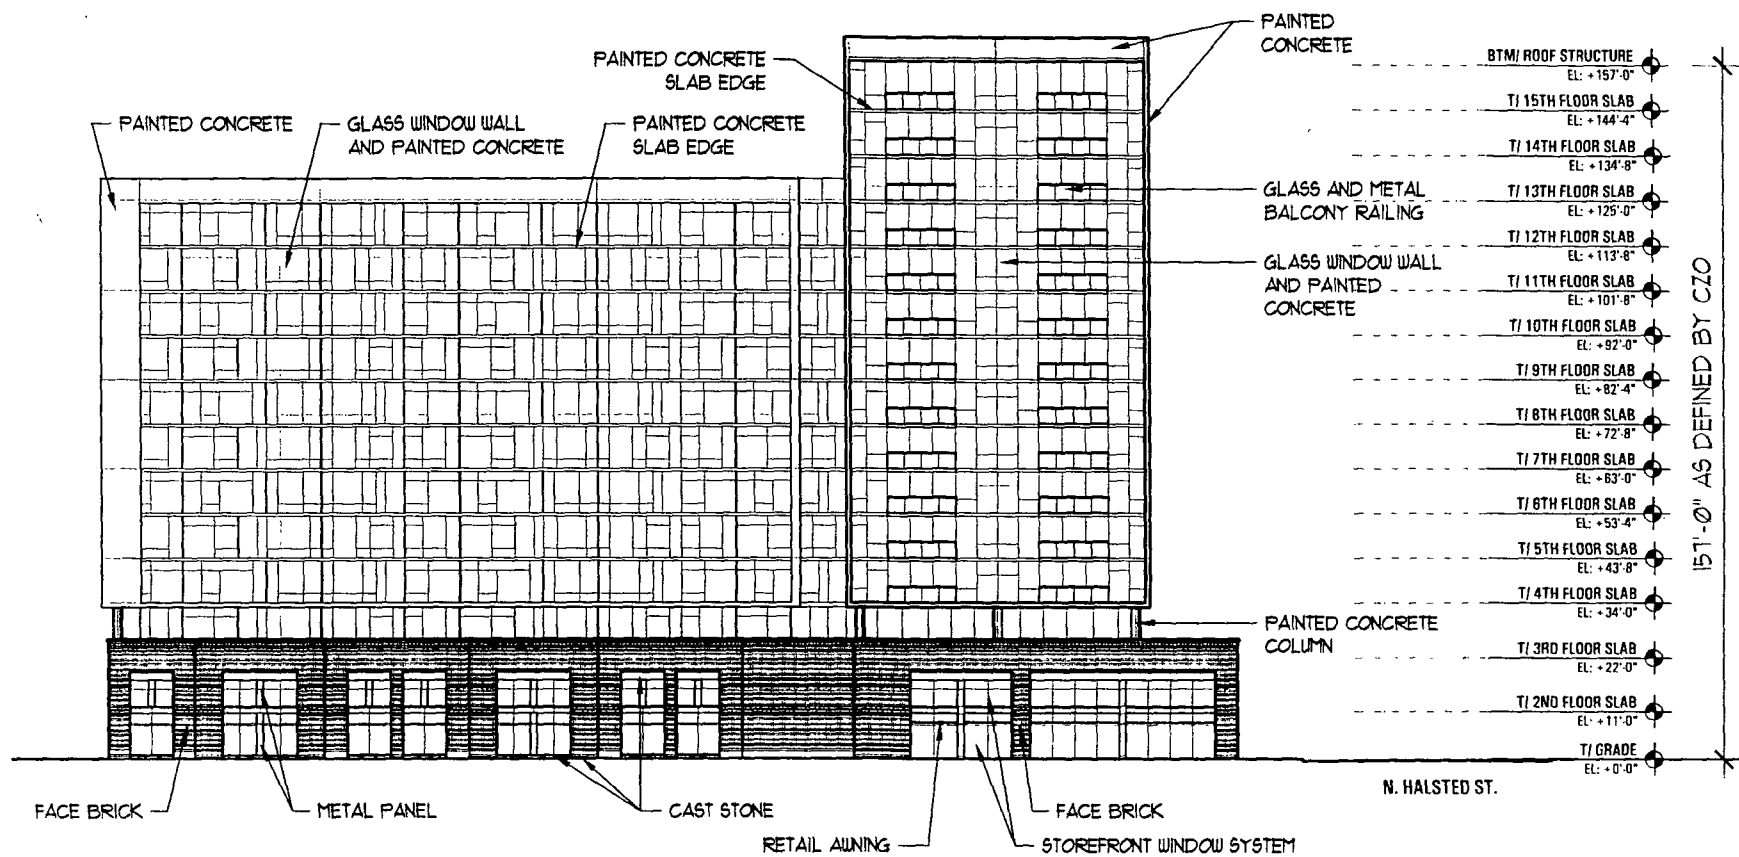 PAINTED
CONCRETE
PAINTED CONCRETE
SLAB EDGE
PAINTED CONCRETE
GLASS WINDOW WALL
AND PAINTED CONCRETE
PAINTED CONCRETE
SLAB EDGE
GLASS AND METAL
BALCONY RAILING
GLASS WINDOW WALL
AND PAINTED
CONCRETE
PAINTED CONCRETE
COLUMN
BTM/ ROOF STRUCTURE
EL: +157'-0"
T/ 15TH FLOOR SLAB
EL: +144'-4"
T/ 14TH FLOOR SLAB
EL: +134'-8"
T/ 13TH FLOOR SLAB
EL: +125'-0"
T/ 12TH FLOOR SLAB
EL: +113'-8"
T/ 11TH FLOOR SLAB
EL: +101'-8"
T/ 10TH FLOOR SLAB
EL: +92'-0"
T/ 9TH FLOOR SLAB
EL: +82'-4"
T/ 8TH FLOOR SLAB
EL: +72'-8"
T/ 7TH FLOOR SLAB
EL: +63'-0"
T/ 6TH FLOOR SLAB
EL: +53'-4"
T/ 5TH FLOOR SLAB
EL: +43'-8"
T/ 4TH FLOOR SLAB
EL: +34'-0"
T/ 3RD FLOOR SLAB
EL: +22'-0"
T/ 2ND FLOOR SLAB
EL: +11'-0"
T/ GRADE
EL: +0'-0"
157'-0" AS DEFINED BY CZO
N. HALSTED ST.
FACE BRICK
METAL PANEL
CAST STONE
FACE BRICK
RETAIL AWNING
STOREFRONT WINDOW SYSTEM